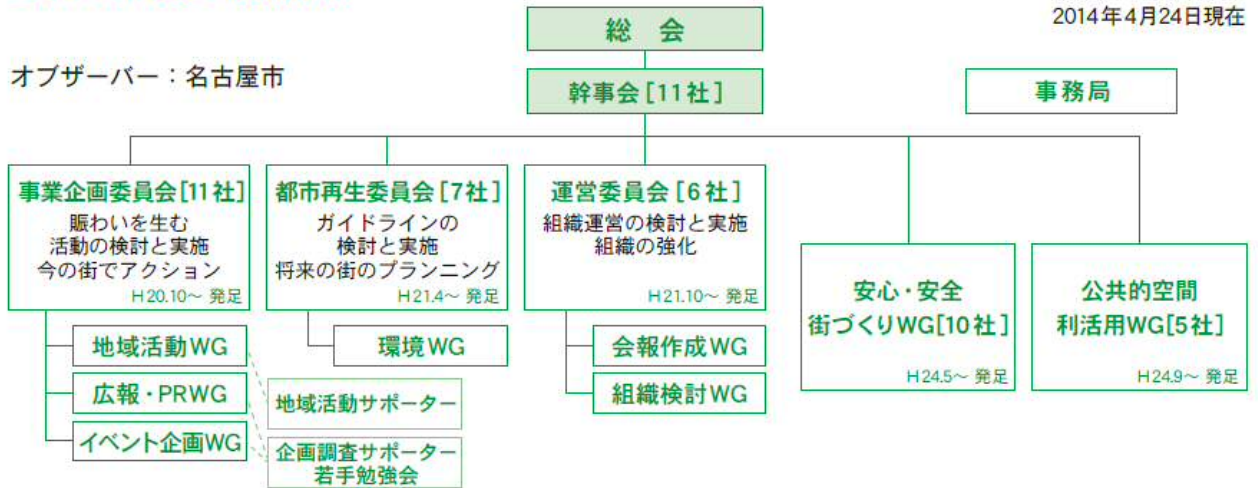 2014年4月24日現在
総 会
オブザーバー：名古屋市
幹事会[11社]
事務局
事業企画委員会[11社]
賑わいを生む
活動の検討と実施
今の街でアクション
H20.10～ 発足
都市再生委員会[7社]
ガイドラインの
検討と実施
将来の街のプランニング
H21.4～ 発足
運営委員会[6社]
組織運営の検討と実施
組織の強化
H21.10～ 発足
安心・安全
街づくりWG[10社]
H24.5～ 発足
公共的空間
利活用WG[5社]
H24.9～ 発足
地域活動WG
広報・PRWG
イベント企画WG
環境WG
地域活動サポーター
企画調査サポーター
若手勉強会
会報作成WG
組織検討WG